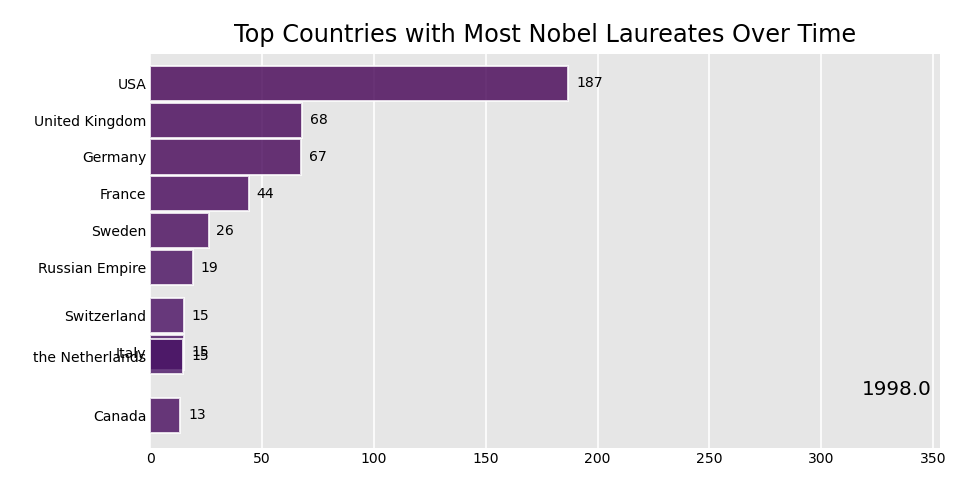 Top Countries with Most Nobel Laureates Over Time
USA 187
United Kingdom 68
Germany 67
France 44
Sweden 26
Russian Empire 19
Switzerland 15
Italy 15
the Netherlands 15
1998.0
Canada 13
0 50 100 150 200 250 300 350